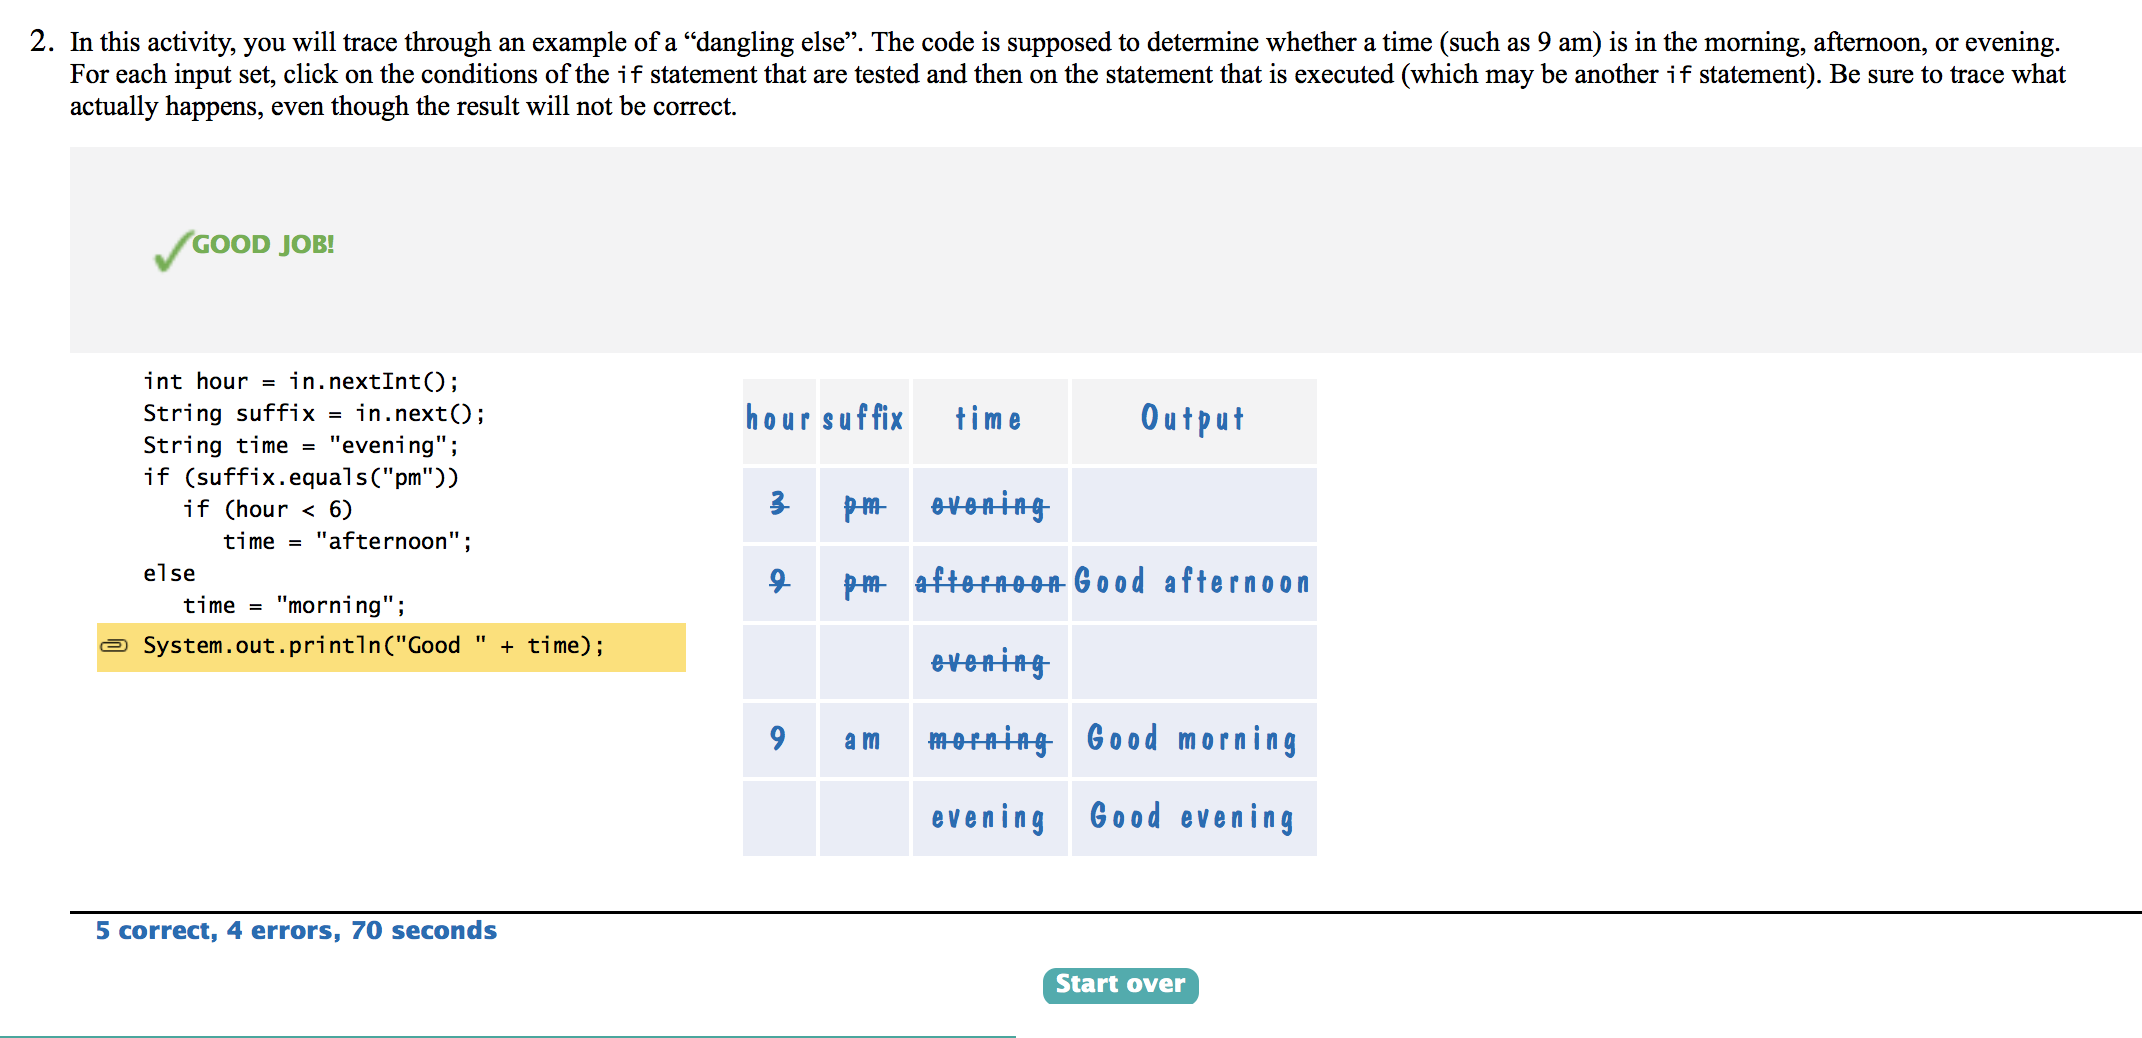 2. In this activity, you will trace through an example of a “dangling else”. The code is supposed to determine whether a time (such as 9 am) is in the morning, afternoon, or evening.
For each input set, click on the conditions of the if statement that are tested and then on the statement that is executed (which may be another if statement). Be sure to trace what
actually happens, even though the result will not be correct.
GOOD JOB!
int hour = in.nextInt();
String suffix = in.next();
String time = "evening";
if (suffix.equals("pm"))
   if (hour < 6)
      time = "afternoon";
else
   time = "morning";
System.out.println("Good " + time);
hour suffix time Output
3 pm evening
9 pm afternoon Good afternoon
evening
9 am morning Good morning
evening Good evening
5 correct, 4 errors, 70 seconds
Start over